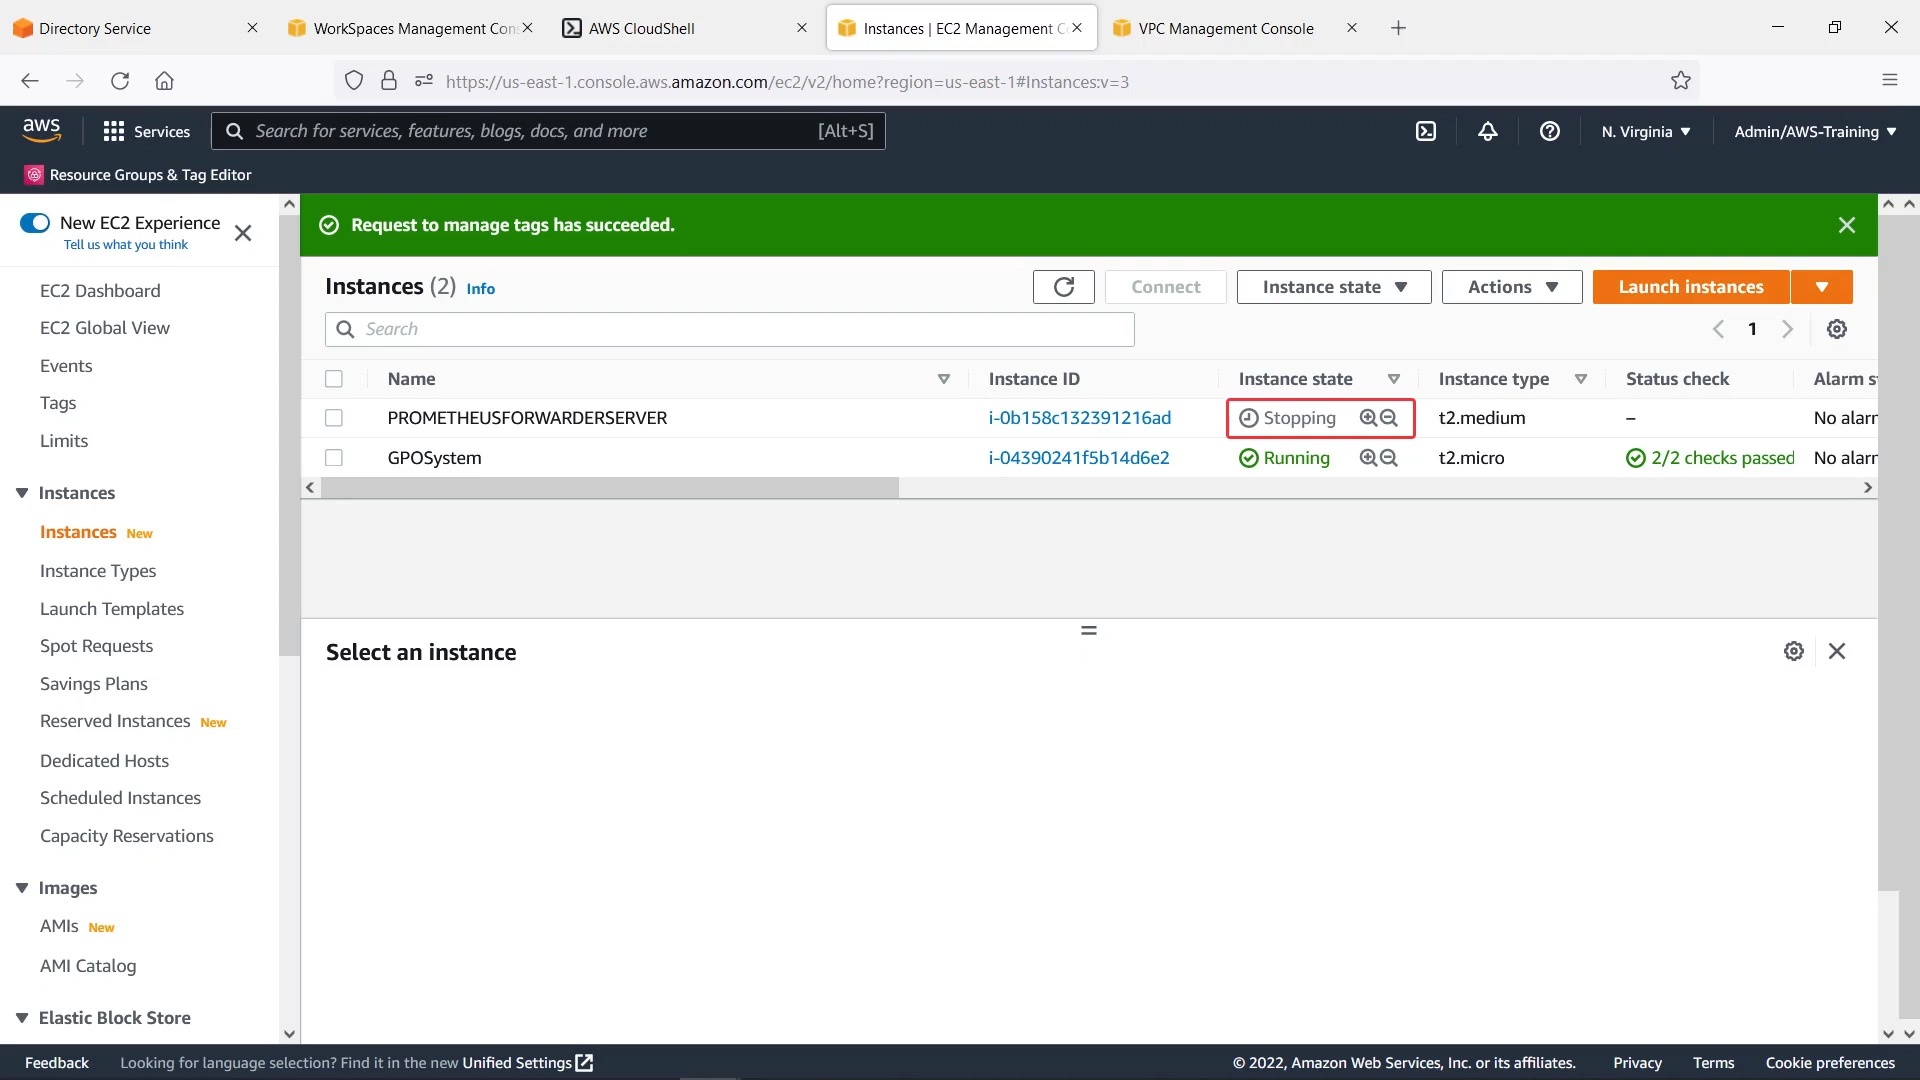 Directory Service
WorkSpaces Management Con
AWS CloudShell
Instances | EC2 Management C
VPC Management Console
https://us-east-1.console.aws.amazon.com/ec2/v2/home?region=us-east-1#Instances:v=3
aws
Services
Search for services, features, blogs, docs, and more
[Alt+S]
N. Virginia
Admin/AWS-Training
Resource Groups & Tag Editor
New EC2 Experience
Tell us what you think
EC2 Dashboard
EC2 Global View
Events
Tags
Limits
Instances
Instances New
Instance Types
Launch Templates
Spot Requests
Savings Plans
Reserved Instances New
Dedicated Hosts
Scheduled Instances
Capacity Reservations
Images
AMIs New
AMI Catalog
Elastic Block Store
Request to manage tags has succeeded.
Instances (2) Info
Connect
Instance state
Actions
Launch instances
Search
1
Name Instance ID Instance state Instance type Status check Alarm s
PROMETHEUSFORWARDERSERVER i-0b158c132391216ad Stopping t2.medium – No alarn
GPOSystem i-04390241f5b14d6e2 Running t2.micro 2/2 checks passed No alarn
Select an instance
Feedback
Looking for language selection? Find it in the new Unified Settings
© 2022, Amazon Web Services, Inc. or its affiliates.
Privacy
Terms
Cookie preferences